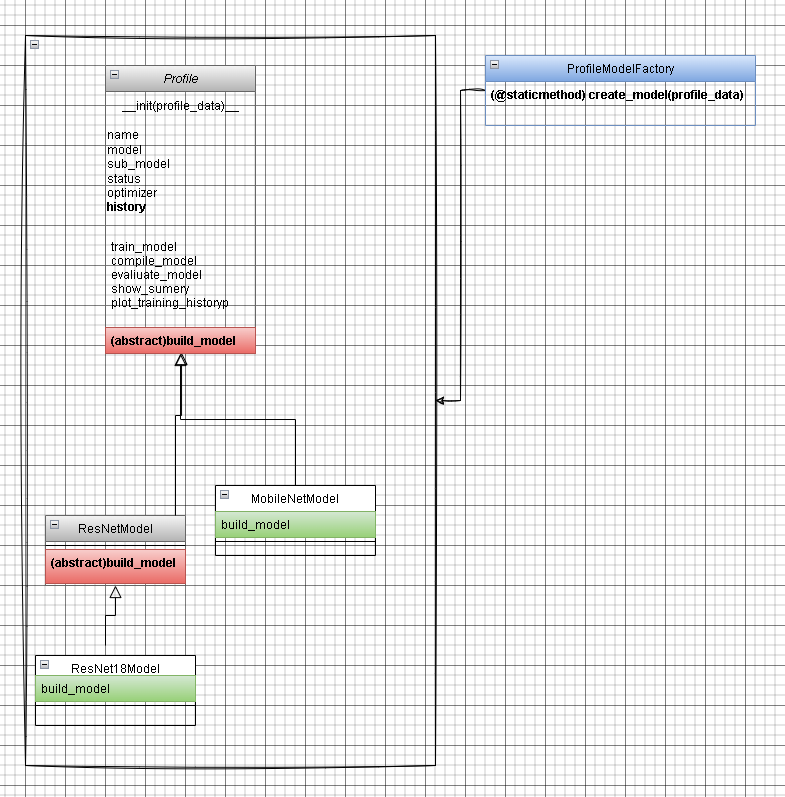 Profile
__init(profile_data)__
name
model
sub_model
status
optimizer
history
train_model
compile_model
evaliuate_model
show_sumery
plot_training_historyp
(abstract)build_model
ProfileModelFactory
(@staticmethod) create_model(profile_data)
MobileNetModel
build_model
ResNetModel
(abstract)build_model
ResNet18Model
build_model